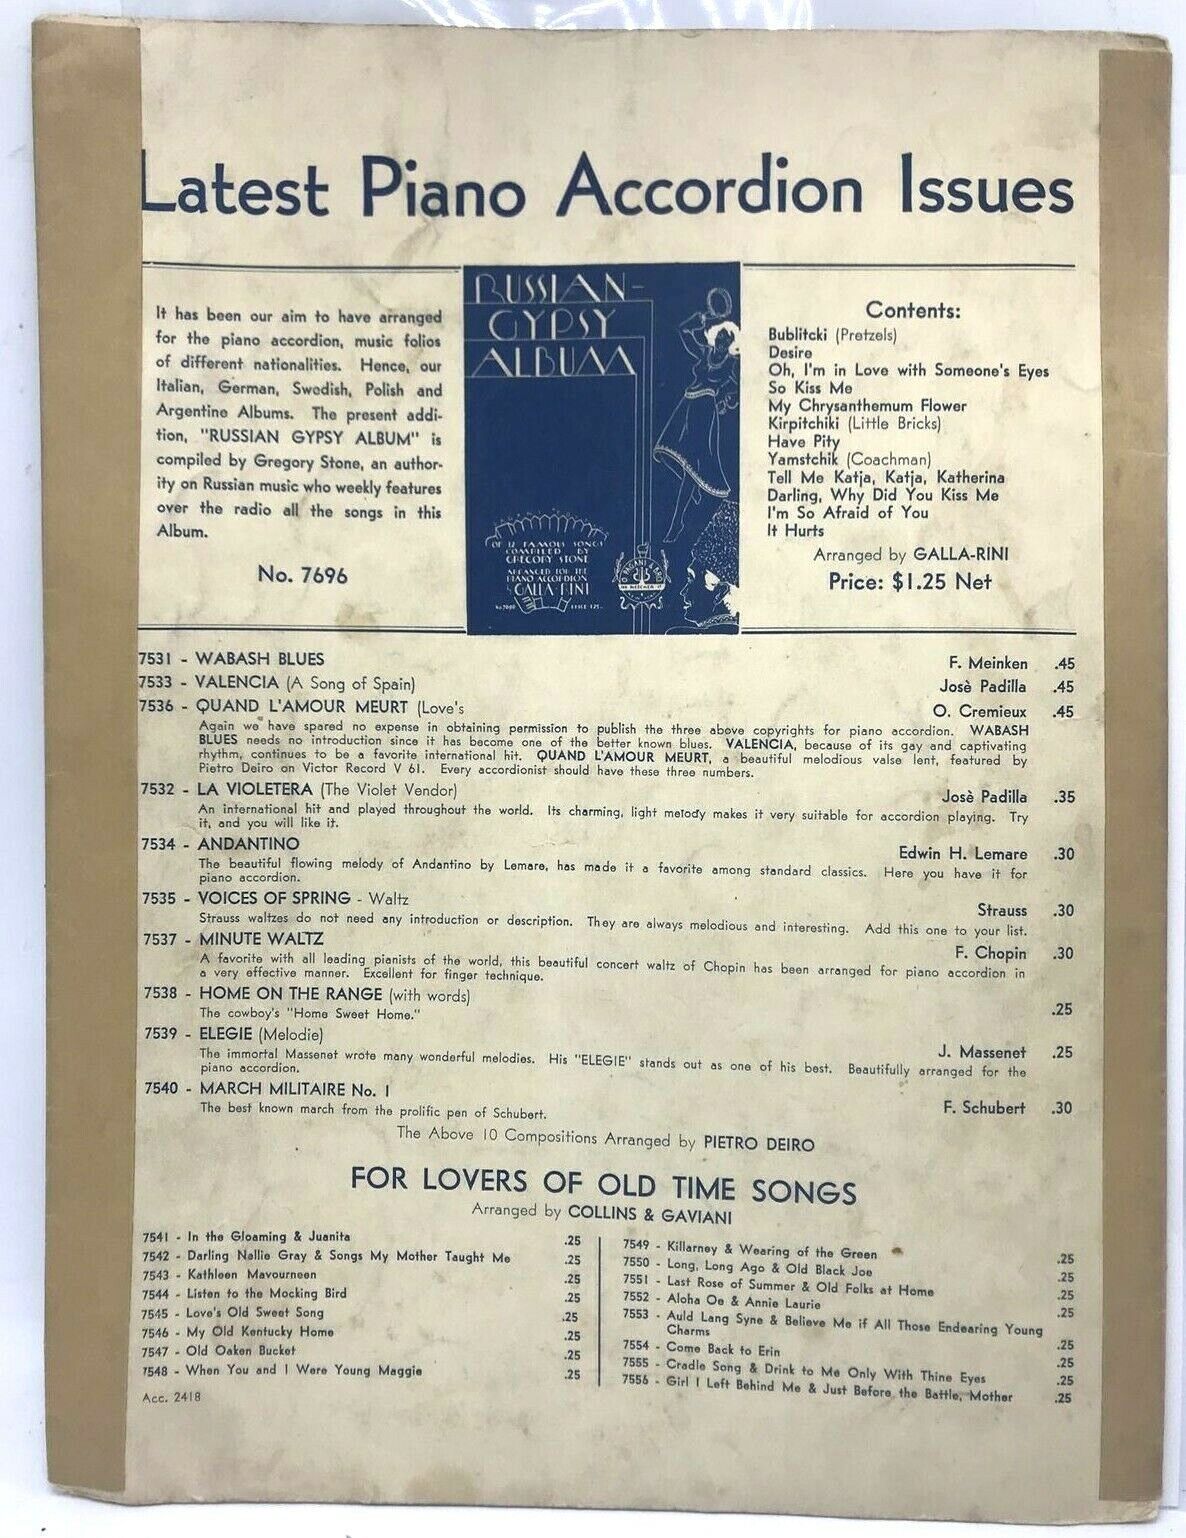 Latest Piano Accordion Issues
It has been our aim to have arranged
for the piano accordion, music folios
of different nationalities. Hence, our
Italian, German, Swedish, Polish and
Argentine Albums. The present addi-
tion, "RUSSIAN GYPSY ALBUM" is
compiled by Gregory Stone, an author-
ity on Russian music who weekly features
over the radio all the songs in this
Album.
No. 7696
RUSSIAN-
GYPSY
ALBUM
OF 12 FAMOUS SONGS
COMPILED BY
GREGORY STONE
ARRANGED FOR THE
PIANO ACCORDION
GALLA-RINI
O. PAGANI & BRO.
Contents:
Bublitcki (Pretzels)
Desire
Oh, I'm in Love with Someone's Eyes
So Kiss Me
My Chrysanthemum Flower
Kirpitchiki (Little Bricks)
Have Pity
Yamstchik (Coachman)
Tell Me Katja, Katja, Katherina
Darling, Why Did You Kiss Me
I'm So Afraid of You
It Hurts
Arranged by GALLA-RINI
Price: $1.25 Net
7531 - WABASH BLUES F. Meinken .45
7533 - VALENCIA (A Song of Spain) Josè Padilla .45
7536 - QUAND L'AMOUR MEURT (Love's O. Cremieux .45
Again we have spared no expense in obtaining permission to publish the three above copyrights for piano accordion. WABASH
BLUES needs no introduction since it has become one of the better known blues. VALENCIA, because of its gay and captivating
rhythm, continues to be a favorite international hit. QUAND L'AMOUR MEURT, a beautiful melodious valse lent, featured by
Pietro Deiro on Victor Record V 61. Every accordionist should have these three numbers.
7532 - LA VIOLETERA (The Violet Vendor) Josè Padilla .35
An international hit and played throughout the world. Its charming, light melody makes it very suitable for accordion playing. Try
it, and you will like it.
7534 - ANDANTINO Edwin H. Lemare .30
The beautiful flowing melody of Andantino by Lemare, has made it a favorite among standard classics. Here you have it for
piano accordion.
7535 - VOICES OF SPRING - Waltz Strauss .30
Strauss waltzes do not need any introduction or description. They are always melodious and interesting. Add this one to your list.
7537 - MINUTE WALTZ F. Chopin .30
A favorite with all leading pianists of the world, this beautiful concert waltz of Chopin has been arranged for piano accordion in
a very effective manner. Excellent for finger technique.
7538 - HOME ON THE RANGE (with words) .25
The cowboy's "Home Sweet Home."
7539 - ELEGIE (Melodie) J. Massenet .25
The immortal Massenet wrote many wonderful melodies. His "ELEGIE" stands out as one of his best. Beautifully arranged for the
piano accordion.
7540 - MARCH MILITAIRE No. 1 F. Schubert .30
The best known march from the prolific pen of Schubert.
The Above 10 Compositions Arranged by PIETRO DEIRO
FOR LOVERS OF OLD TIME SONGS
Arranged by COLLINS & GAVIANI
7541 - In the Gloaming & Juanita .25
7542 - Darling Nellie Gray & Songs My Mother Taught Me .25
7543 - Kathleen Mavourneen .25
7544 - Listen to the Mocking Bird .25
7545 - Love's Old Sweet Song .25
7546 - My Old Kentucky Home .25
7547 - Old Oaken Bucket .25
7548 - When You and I Were Young Maggie .25
Acc. 2418
7549 - Killarney & Wearing of the Green .25
7550 - Long, Long Ago & Old Black Joe .25
7551 - Last Rose of Summer & Old Folks at Home .25
7552 - Aloha Oe & Annie Laurie .25
7553 - Auld Lang Syne & Believe Me if All Those Endearing Young
Charms .25
7554 - Come Back to Erin .25
7555 - Cradle Song & Drink to Me Only With Thine Eyes .25
7556 - Girl I Left Behind Me & Just Before the Battle, Mother .25